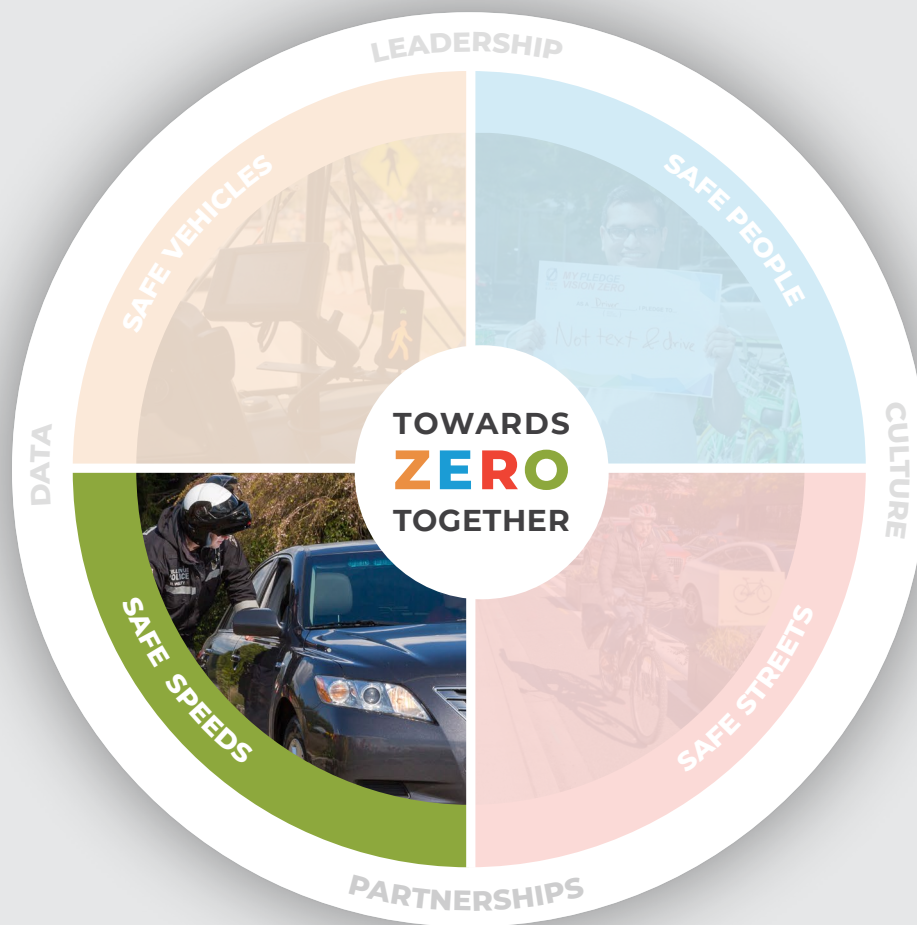 LEADERSHIP
SAFE VEHICLES
SAFE PEOPLE
MY PLEDGE
VISION ZERO
Not text & drive
DATA
CULTURE
TOWARDS
ZERO
TOGETHER
POLICE
SAFE SPEEDS
SAFE STREETS
PARTNERSHIPS